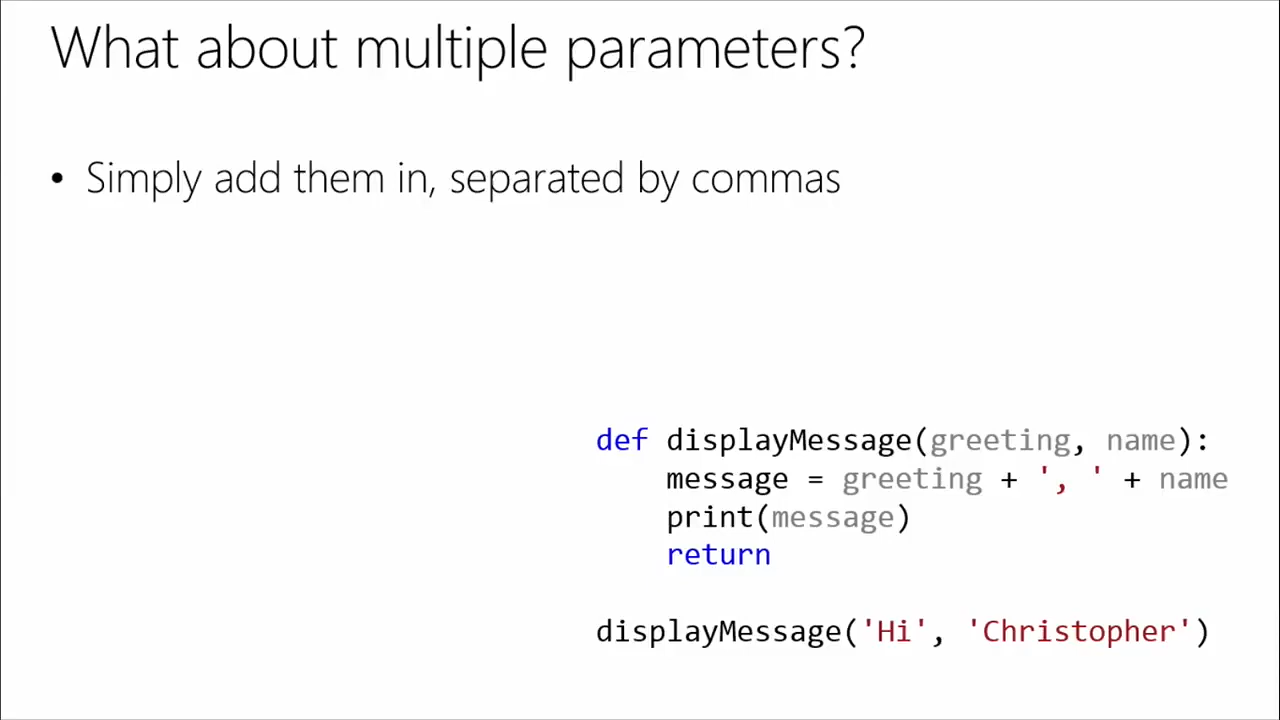 What about multiple parameters?
• Simply add them in, separated by commas
def displayMessage(greeting, name):
    message = greeting + ', ' + name
    print(message)
    return
displayMessage('Hi', 'Christopher')